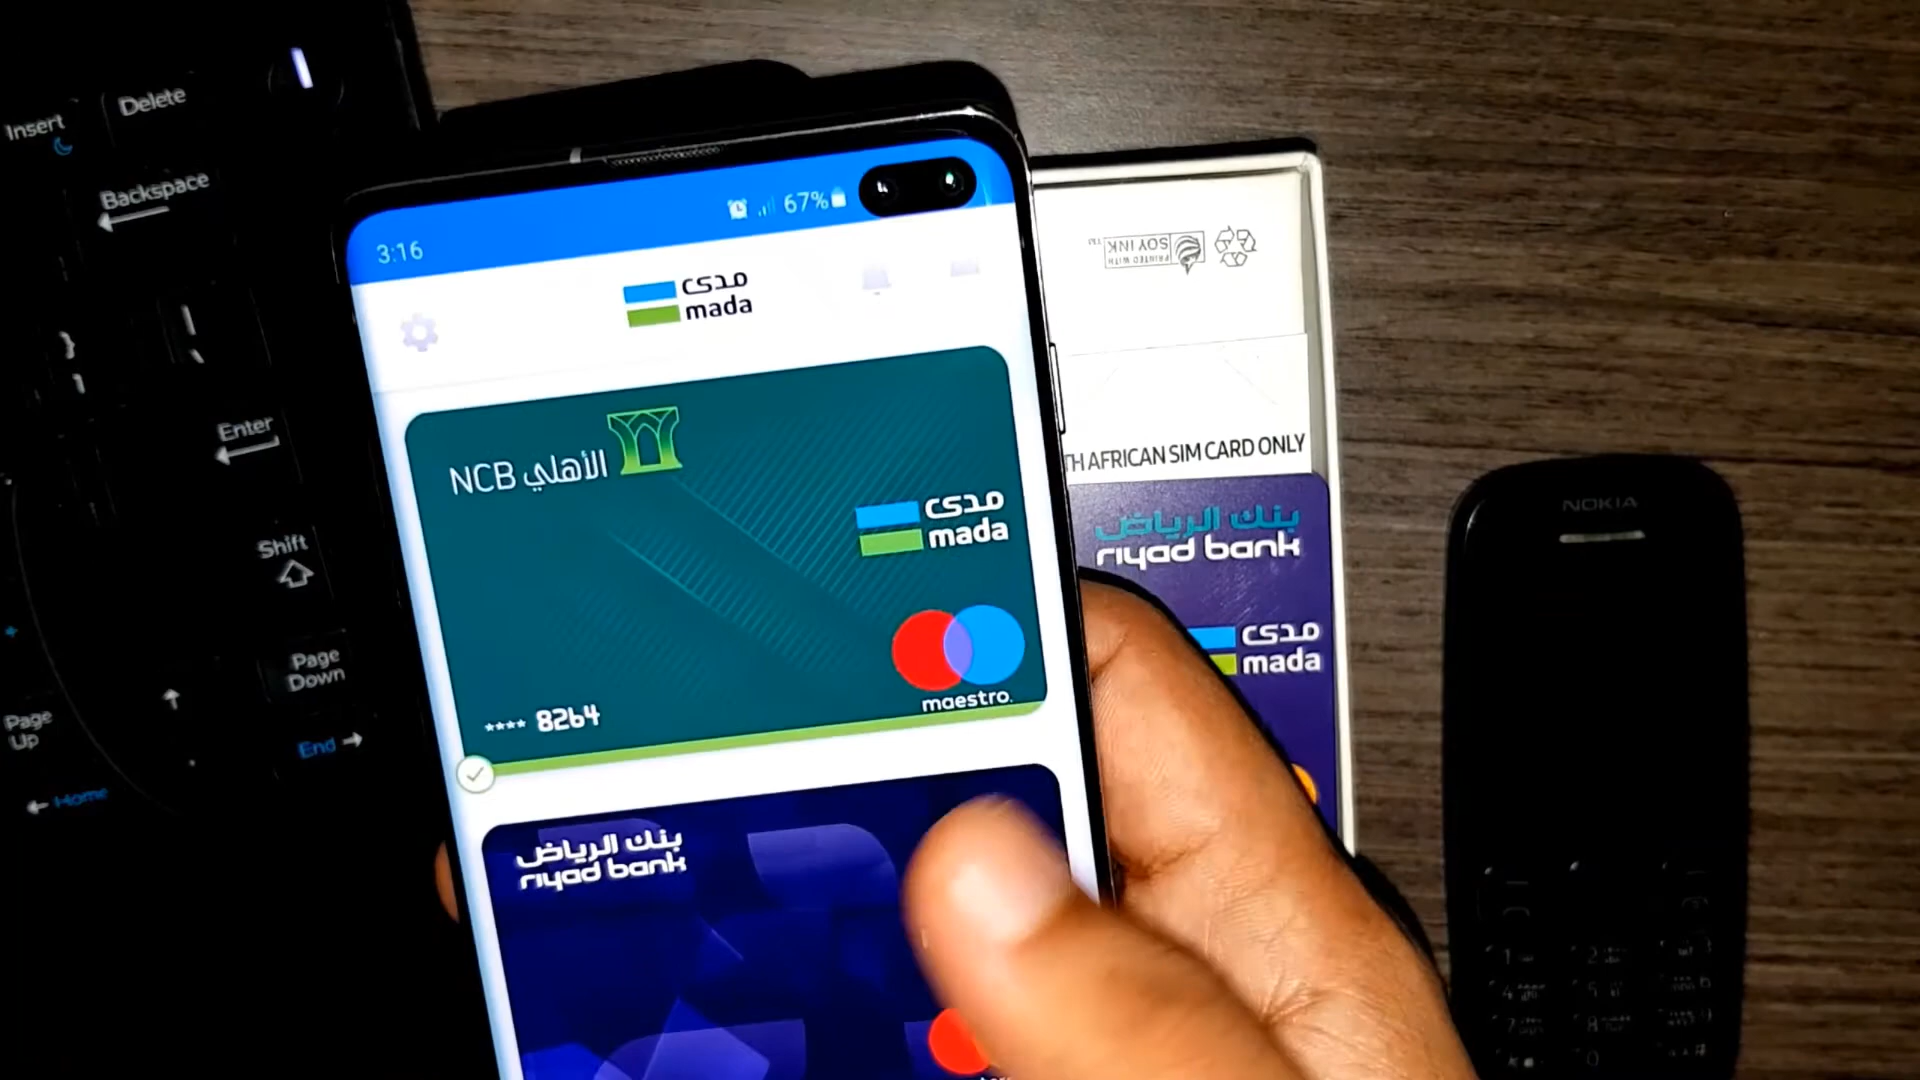 Insert
Delete
Backspace
Enter
Shift
Page
Down
Page
Up
End
Home
3:16
67%
مدى
mada
NCB الأهلي
مدى
mada
maestro.
**** 8264
بنك الرياض
riyad bank
PRINTED WITH
SOY INK
TH AFRICAN SIM CARD ONLY
بنك الرياض
riyad bank
مدى
mada
NOKIA